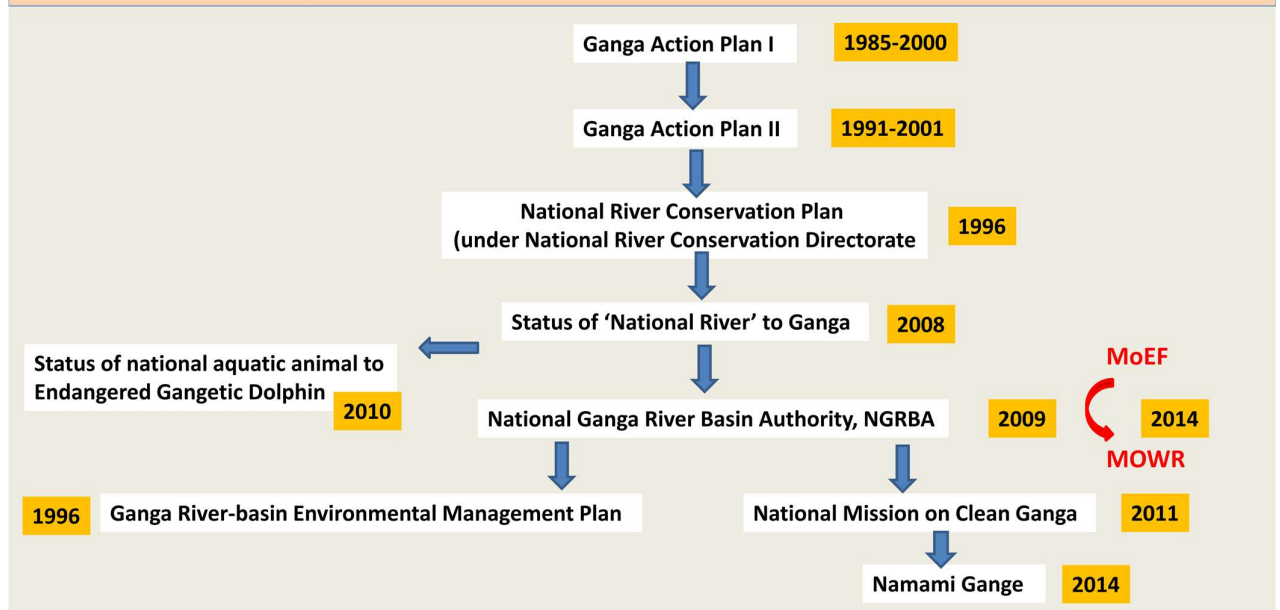 Ganga Action Plan I
1985-2000
Ganga Action Plan II
1991-2001
National River Conservation Plan
(under National River Conservation Directorate
1996
Status of ‘National River’ to Ganga
2008
Status of national aquatic animal to
Endangered Gangetic Dolphin
2010
National Ganga River Basin Authority, NGRBA
2009
MoEF
2014
MOWR
1996
Ganga River-basin Environmental Management Plan
National Mission on Clean Ganga
2011
Namami Gange
2014